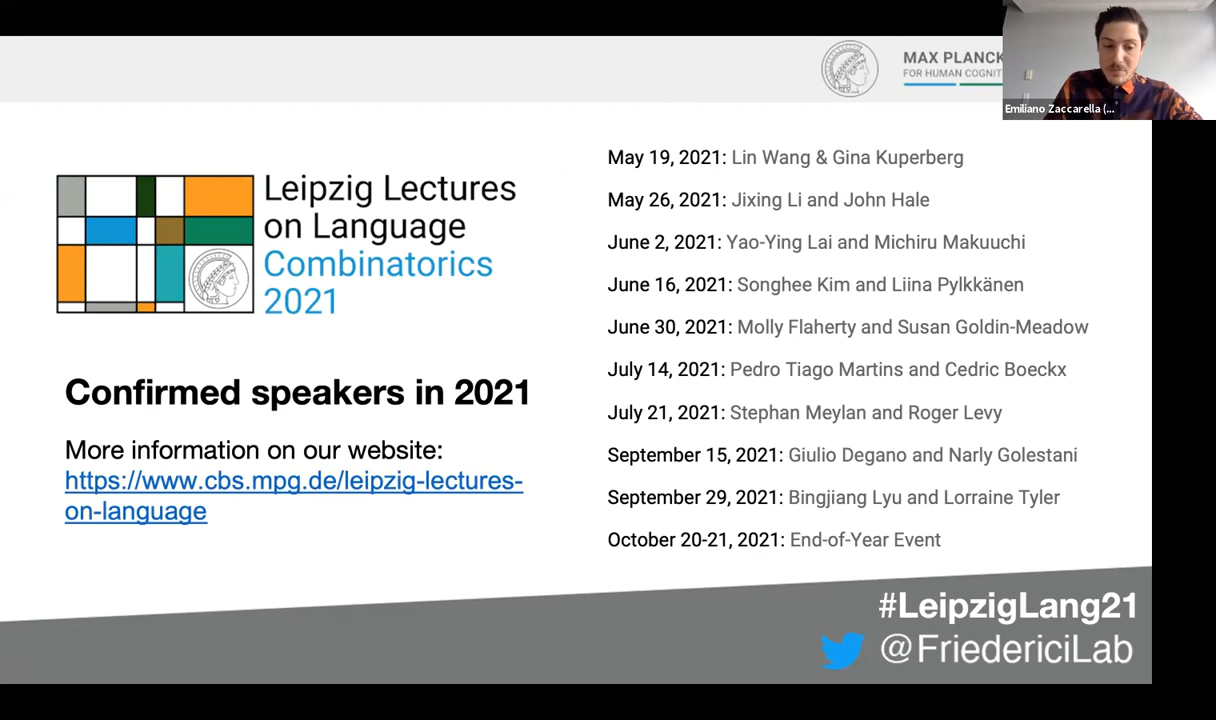 MAX PLANCK
FOR HUMAN COGNIT
Emiliano Zaccarella (...
Leipzig Lectures
on Language
Combinatorics
2021
Confirmed speakers in 2021
More information on our website:
https://www.cbs.mpg.de/leipzig-lectures-
on-language
May 19, 2021: Lin Wang & Gina Kuperberg
May 26, 2021: Jixing Li and John Hale
June 2, 2021: Yao-Ying Lai and Michiru Makuuchi
June 16, 2021: Songhee Kim and Liina Pylkkänen
June 30, 2021: Molly Flaherty and Susan Goldin-Meadow
July 14, 2021: Pedro Tiago Martins and Cedric Boeckx
July 21, 2021: Stephan Meylan and Roger Levy
September 15, 2021: Giulio Degano and Narly Golestani
September 29, 2021: Bingjiang Lyu and Lorraine Tyler
October 20-21, 2021: End-of-Year Event
#LeipzigLang21
@FriedericiLab